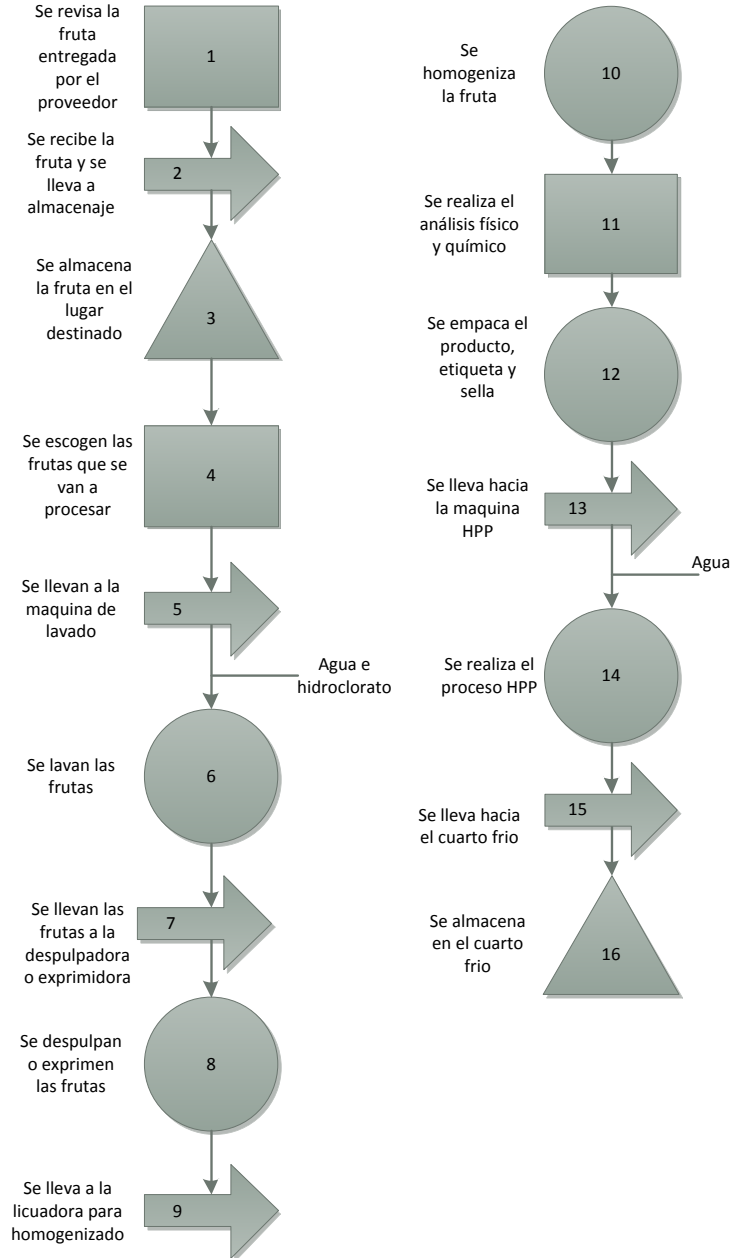 Se revisa la
fruta
entregada
por el
proveedor
1
Se recibe la
fruta y se
lleva a
almacenaje
2
Se almacena
la fruta en el
lugar
destinado
3
Se escogen las
frutas que se
van a
procesar
4
Se llevan a la
maquina de
lavado
5
Agua e
hidroclorato
Se lavan las
frutas
6
Se llevan las
frutas a la
despulpadora
o exprimidora
7
Se despulpan
o exprimen
las frutas
8
Se lleva a la
licuadora para
homogenizado
9
Se
homogeniza
la fruta
10
Se realiza el
análisis físico
y químico
11
Se empaca el
producto,
etiqueta y
sella
12
Se lleva hacia
la maquina
HPP
13
Agua
Se realiza el
proceso HPP
14
Se lleva hacia
el cuarto frio
15
Se almacena
en el cuarto
frio
16